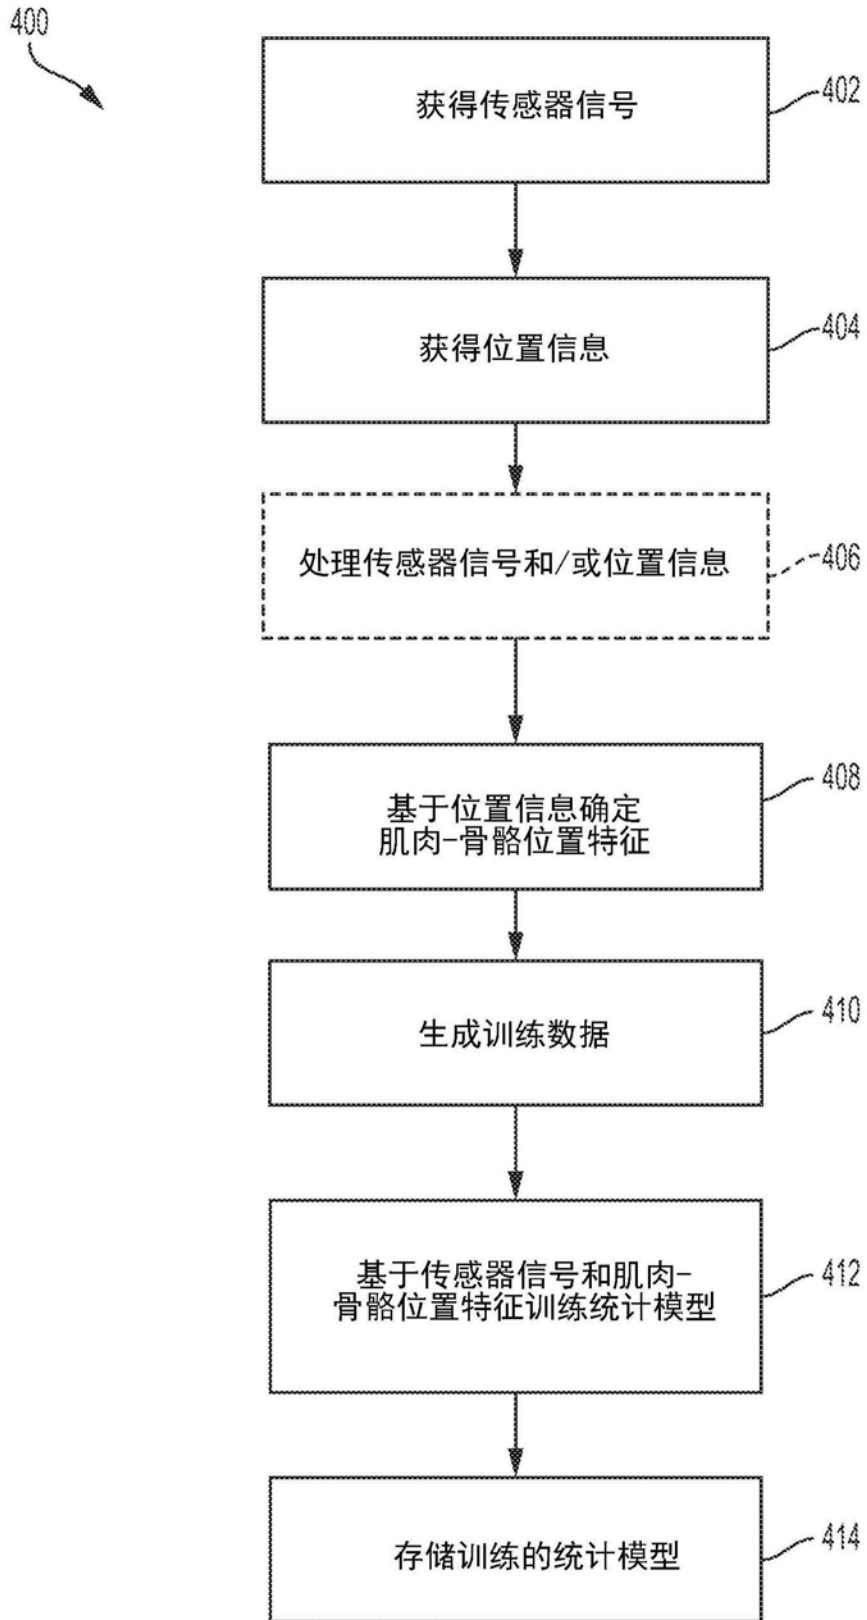 400
获得传感器信号
402
获得位置信息
404
处理传感器信号和/或位置信息
406
基于位置信息确定
肌肉-骨骼位置特征
408
生成训练数据
410
基于传感器信号和肌肉-
骨骼位置特征训练统计模型
412
存储训练的统计模型
414